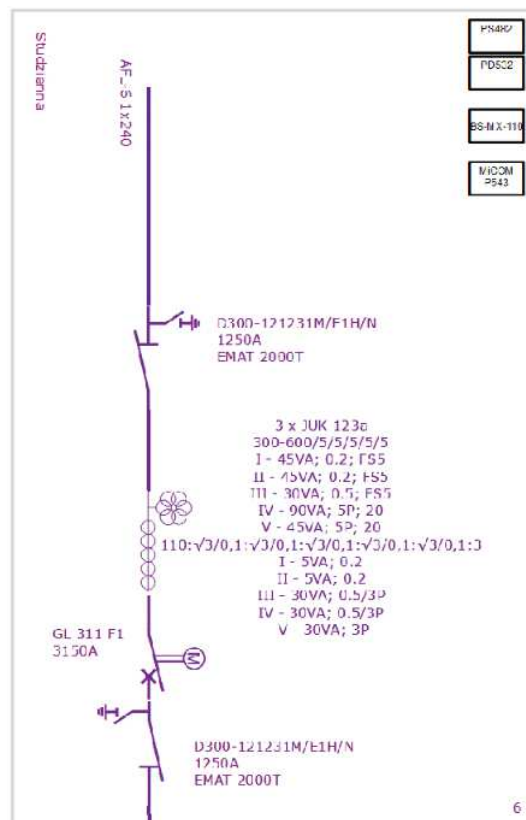 Studzianna
1x240
PS482
PD532
BS-MX-110
MiCOM
P543
D300-121231M/E1H/N
1250A
EMAT 2000T
3 x JUK 123a
300-600/5/5/5/5/5
I - 45VA; 0.2; FS5
II - 45VA; 0.2; FS5
III - 30VA; 0.5; FS5
IV - 90VA; 5P; 20
V - 45VA; 5P; 20
110:√3/0,1:√3/0,1:√3/0,1:√3/0,1:√3/0,1:3
I - 5VA; 0.2
II - 5VA; 0.2
III - 30VA; 0.5/3P
IV - 30VA; 0.5/3P
V - 30VA; 3P
GL 311 F1
3150A
M
D300-121231M/E1H/N
1250A
EMAT 2000T
6